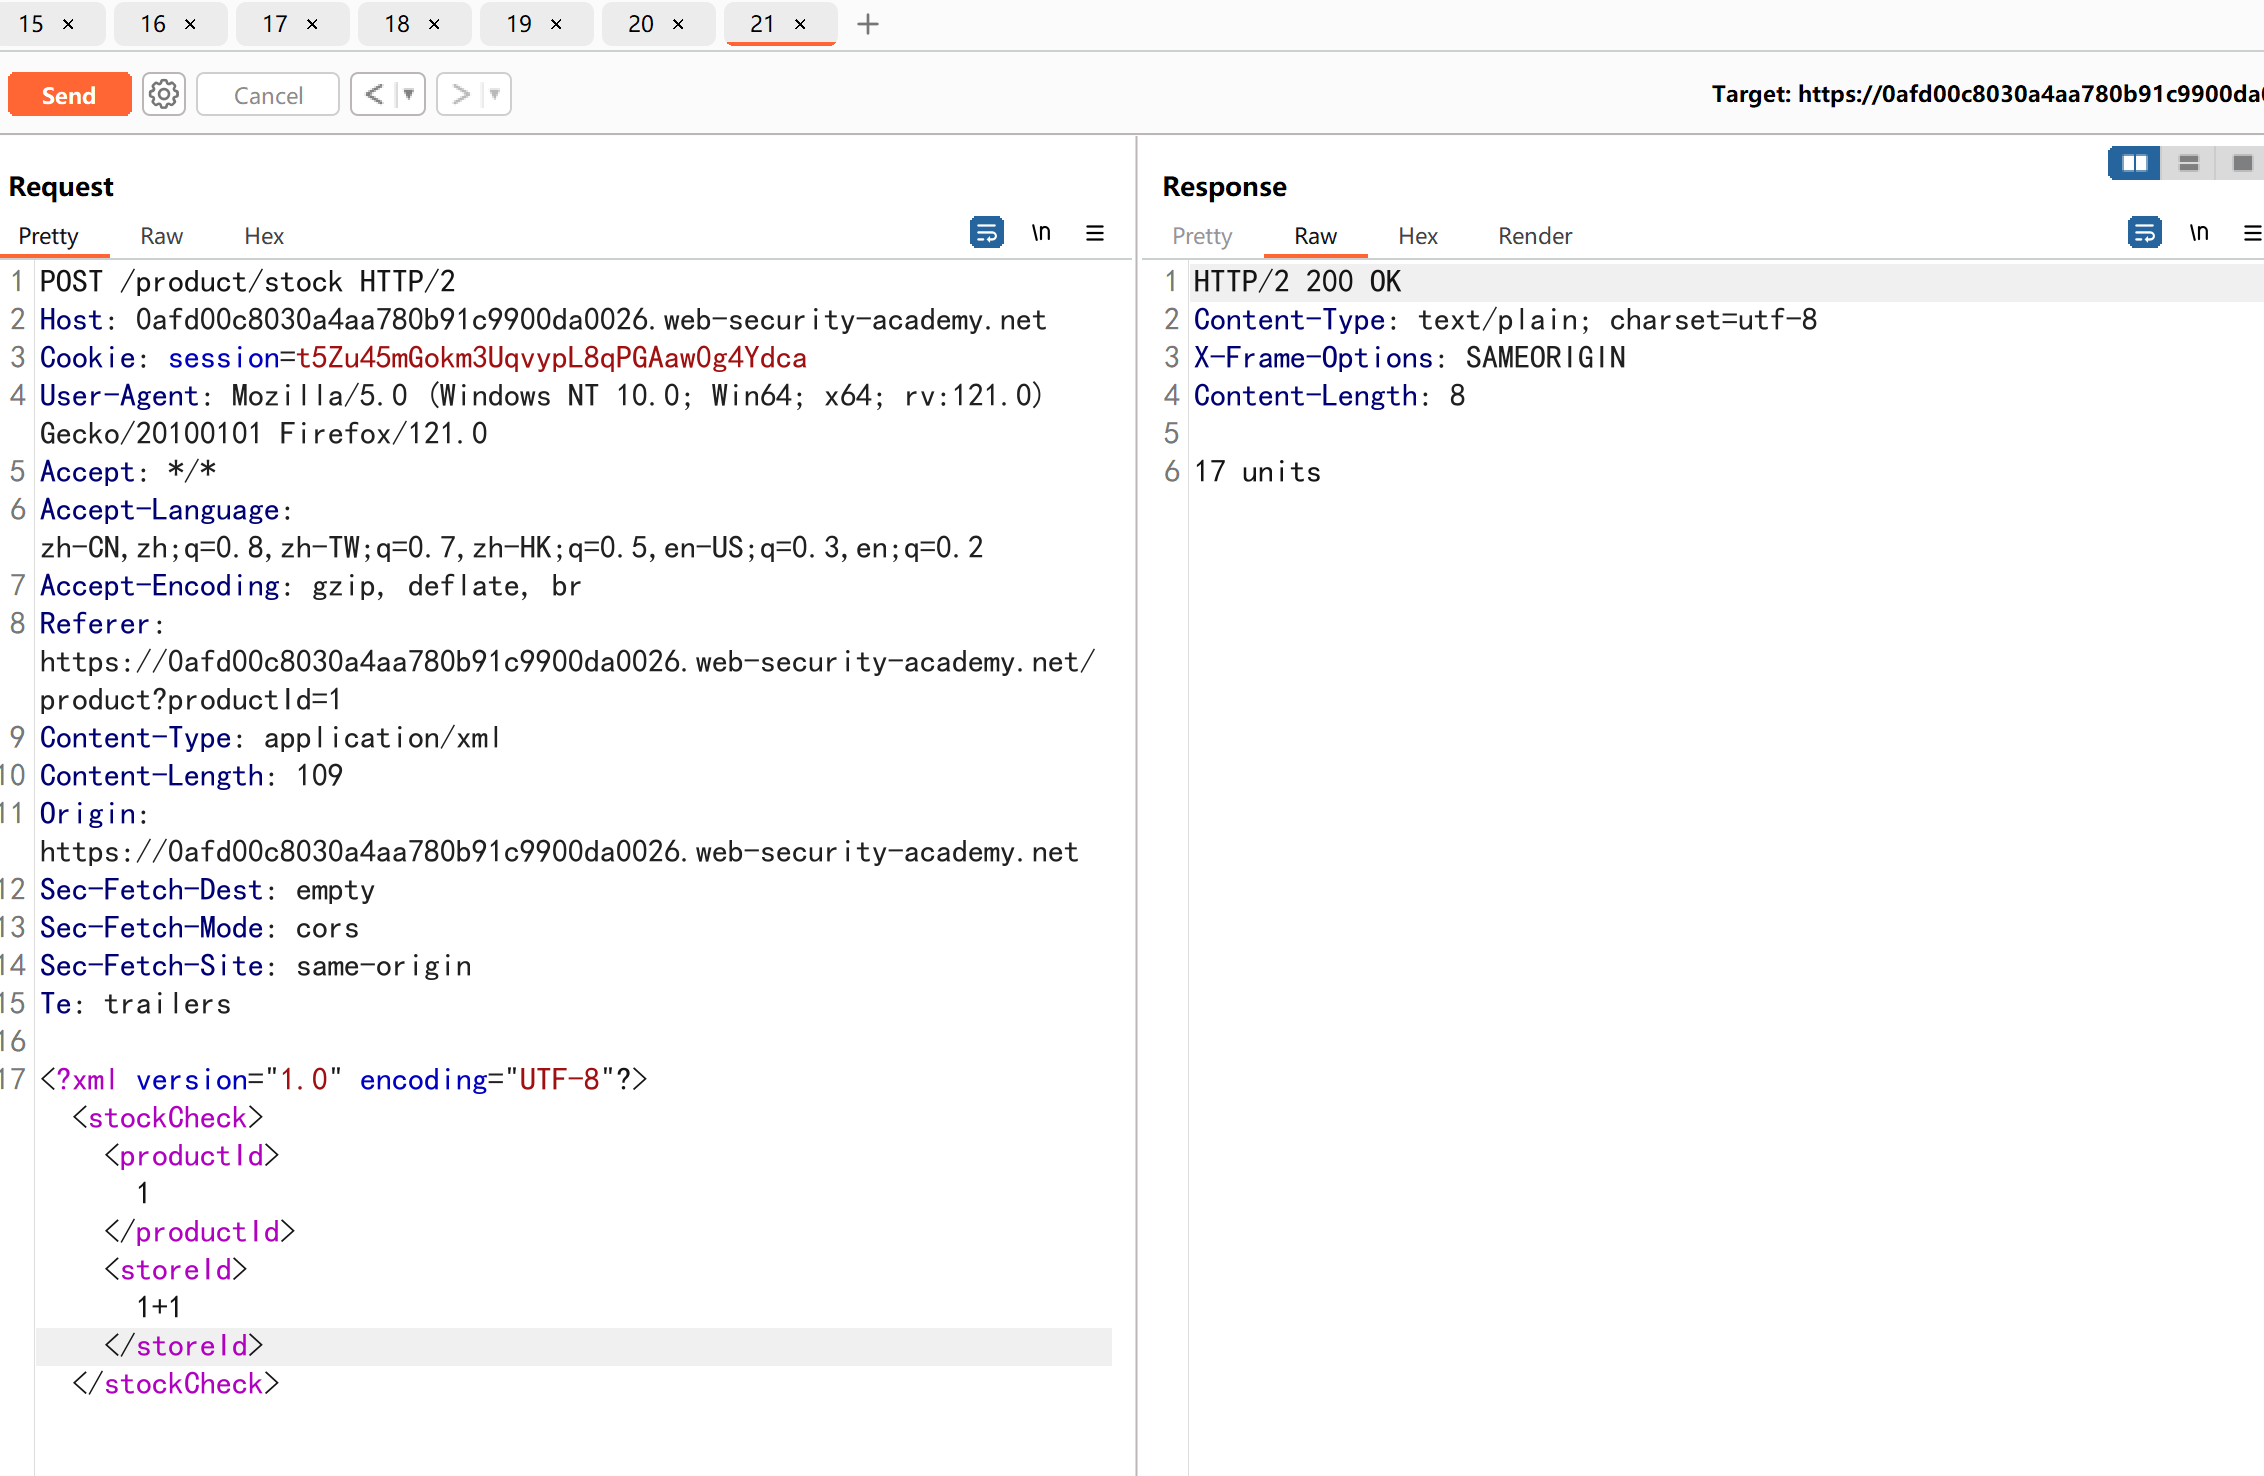 15 × 16 × 17 × 18 × 19 × 20 × 21 × +
Send Cancel < ▼ > ▼ Target: https://0afd00c8030a4aa780b91c9900da0
Request
Pretty Raw Hex \n ≡
1 POST /product/stock HTTP/2
2 Host: 0afd00c8030a4aa780b91c9900da0026.web-security-academy.net
3 Cookie: session=t5Zu45mGokm3UqvypL8qPGAawOg4Ydca
4 User-Agent: Mozilla/5.0 (Windows NT 10.0; Win64; x64; rv:121.0)
Gecko/20100101 Firefox/121.0
5 Accept: */*
6 Accept-Language:
zh-CN,zh;q=0.8,zh-TW;q=0.7,zh-HK;q=0.5,en-US;q=0.3,en;q=0.2
7 Accept-Encoding: gzip, deflate, br
8 Referer:
https://0afd00c8030a4aa780b91c9900da0026.web-security-academy.net/
product?productId=1
9 Content-Type: application/xml
10 Content-Length: 109
11 Origin:
https://0afd00c8030a4aa780b91c9900da0026.web-security-academy.net
12 Sec-Fetch-Dest: empty
13 Sec-Fetch-Mode: cors
14 Sec-Fetch-Site: same-origin
15 Te: trailers
16
17 <?xml version="1.0" encoding="UTF-8"?>
<stockCheck>
<productId>
1
</productId>
<storeId>
1+1
</storeId>
</stockCheck>
Response
Pretty Raw Hex Render \n ≡
1 HTTP/2 200 OK
2 Content-Type: text/plain; charset=utf-8
3 X-Frame-Options: SAMEORIGIN
4 Content-Length: 8
5
6 17 units